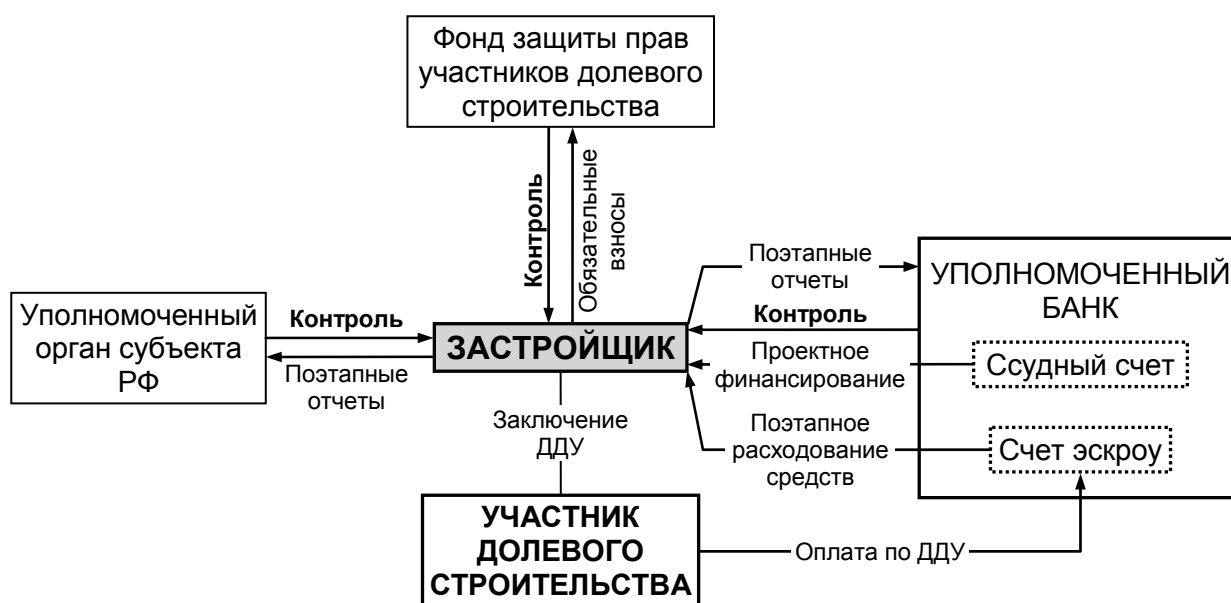 Фонд защиты прав
участников долевого
строительства
Контроль
Обязательные
взносы
Уполномоченный
орган субъекта
РФ
Контроль
Поэтапные
отчеты
ЗАСТРОЙЩИК
Поэтапные
отчеты
Контроль
Проектное
финансирование
Поэтапное
расходование
средств
УПОЛНОМОЧЕННЫЙ
БАНК
Ссудный счет
Счет эскроу
Заключение
ДДУ
УЧАСТНИК
ДОЛЕВОГО
СТРОИТЕЛЬСТВА
Оплата по ДДУ